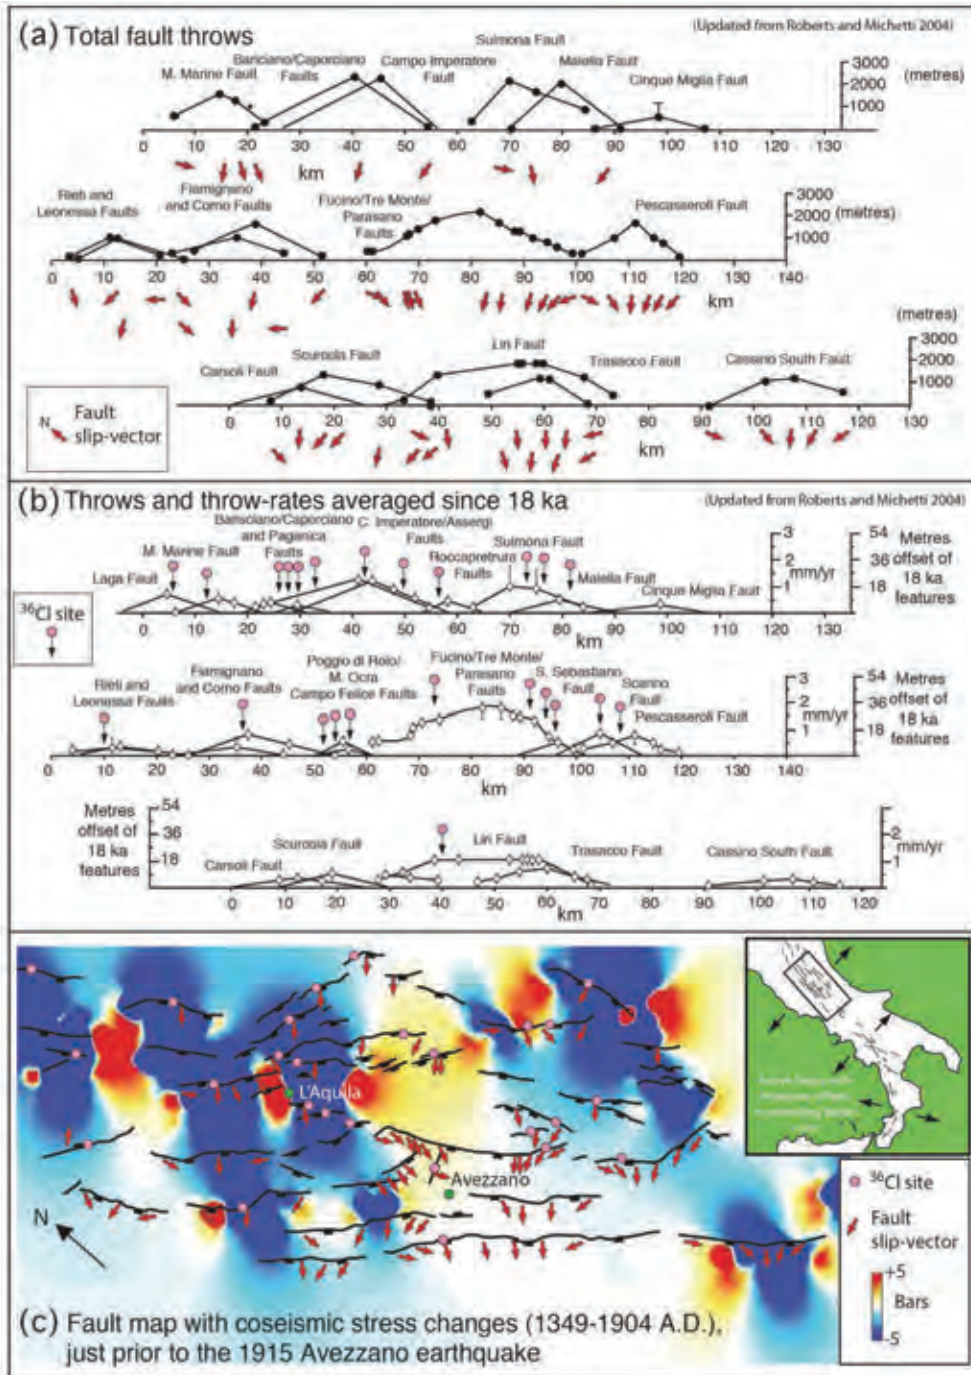 (a) Total fault throws
(Updated from Roberts and Michetti 2004)
Sulmona Fault
M. Marine Fault
Barisciano/Caporciano
Faults
Campo Imperatore
Fault
Maiella Fault
Cinque Miglia Fault
3000
2000
1000
(metres)
0 10 20 30 40 50 60 70 80 90 100 110 120 130
km
Rieti and
Leonessa Faults
Fiamignano
and Corno Faults
Fucino/Tre Monte/
Parasano
Faults
Pescasseroli Fault
3000
2000
1000
(metres)
0 10 20 30 40 50 60 70 80 90 100 110 120 130 140
km
(metres)
Carsoli Fault
Scurcola Fault
Liri Fault
Trasacco Fault
Cassino South Fault
3000
2000
1000
0 10 20 30 40 50 60 70 80 90 100 110 120 130
km
N Fault
slip-vector
(b) Throws and throw-rates averaged since 18 ka
(Updated from Roberts and Michetti 2004)
Laga Fault
M. Marine Fault
Barisciano/Caporciano
and Paganica
Faults
C. Imperatore/Assergi
Faults
Roccapretrura
Faults
Sulmona Fault
Maiella Fault
Cinque Miglia Fault
3
2
1
mm/yr
54
36
18
Metres
offset of
18 ka
features
0 10 20 30 40 50 60 70 80 90 100 110 120 130
km
36Cl site
Rieti and
Leonessa Faults
Fiamignano
and Corno Faults
Poggio di Roio/
M. Ocra
Campo Felice Faults
Fucino/Tre Monte/
Parasano
Faults
S. Sebastiano
Fault
Scanno
Fault
Pescasseroli Fault
3
2
1
mm/yr
54
36
18
Metres
offset of
18 ka
features
0 10 20 30 40 50 60 70 80 90 100 110 120 130 140
km
Metres
offset of
18 ka
features
54
36
18
Carsoli Fault
Scurcola Fault
Liri Fault
Trasacco Fault
Cassino South Fault
2
1
mm/yr
0 10 20 30 40 50 60 70 80 90 100 110 120
km
L'Aquila
Avezzano
N
36Cl site
Fault
slip-vector
+5
Bars
-5
(c) Fault map with coseismic stress changes (1349-1904 A.D.),
just prior to the 1915 Avezzano earthquake